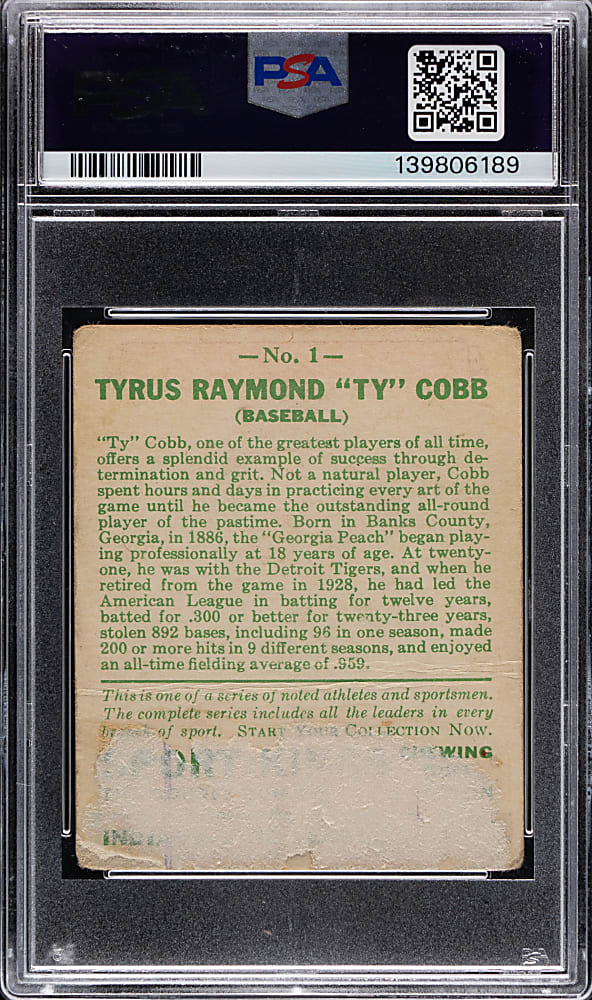 PSA
139806189
— No. 1 —
TYRUS RAYMOND "TY" COBB
(BASEBALL)
"Ty" Cobb, one of the greatest players of all time,
offers a splendid example of success through de-
termination and grit. Not a natural player, Cobb
spent hours and days in practicing every art of the
game until he became the outstanding all-round
player of the pastime. Born in Banks County,
Georgia, in 1886, the "Georgia Peach" began play-
ing professionally at 18 years of age. At twenty-
one, he was with the Detroit Tigers, and when he
retired from the game in 1928, he had led the
American League in batting for twelve years,
batted for .300 or better for twenty-three years,
stolen 892 bases, including 96 in one season, made
200 or more hits in 9 different seasons, and enjoyed
an all-time fielding average of .959.
This is one of a series of noted athletes and sportsmen.
The complete series includes all the leaders in every
of sport. START YOUR COLLECTION NOW.
CHEWING